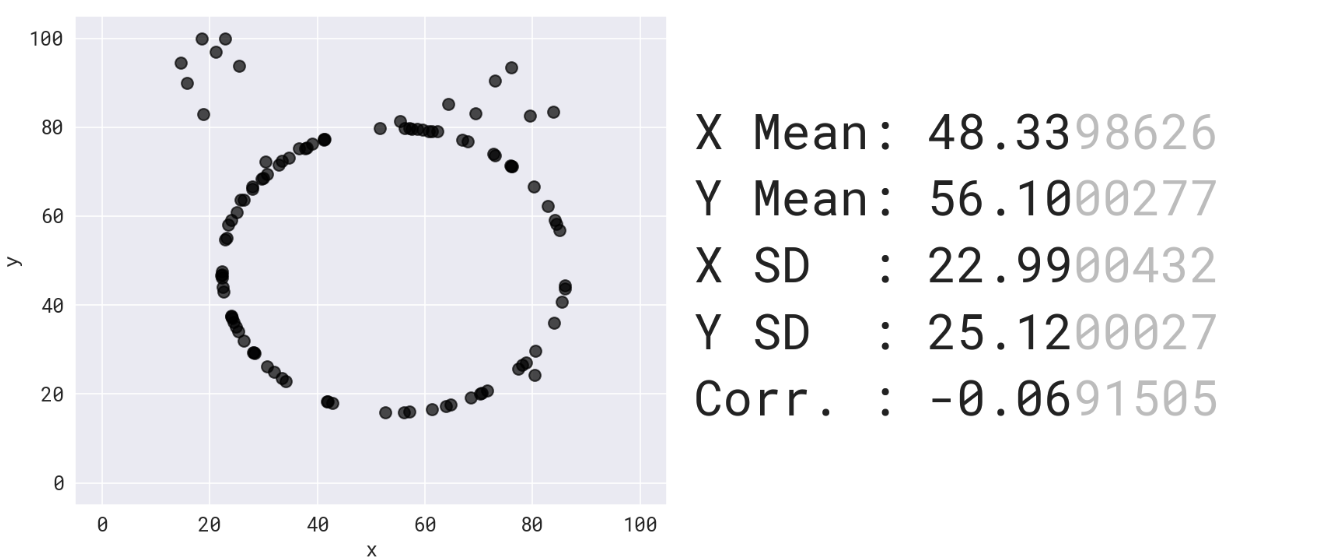 100
80
60
40
20
0
y
0 20 40 60 80 100
x
X Mean: 48.3398626
Y Mean: 56.1000277
X SD : 22.9900432
Y SD : 25.1200027
Corr. : -0.0691505